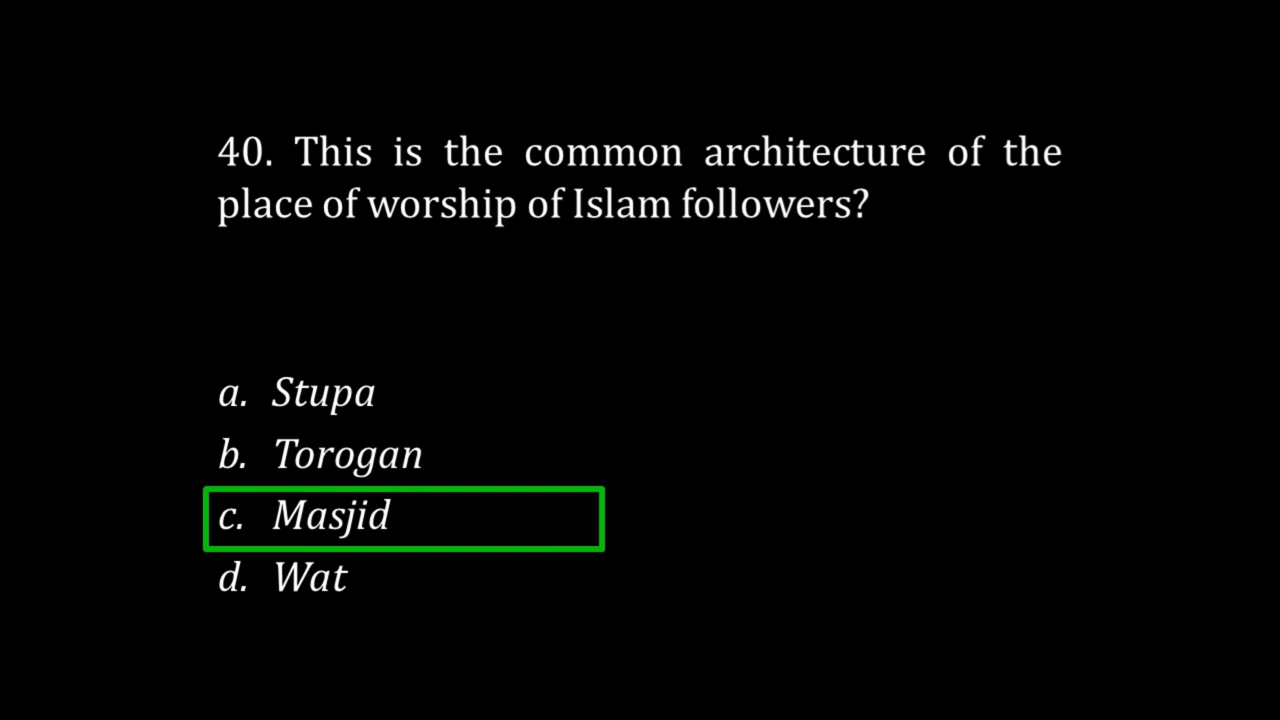 40. This is the common architecture of the
place of worship of Islam followers?
a. Stupa
b. Torogan
c. Masjid
d. Wat